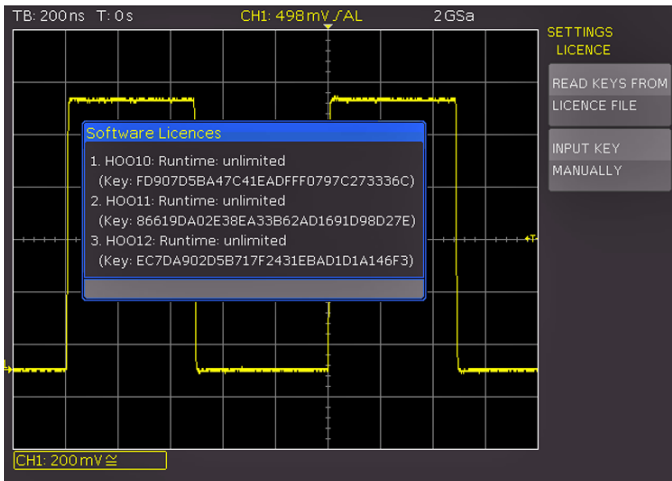 TB: 200ns T: 0s CH1: 498mV ∫AL 2GSa
SETTINGS
LICENCE
READ KEYS FROM
LICENCE FILE
INPUT KEY
MANUALLY
Software Licences
1. HOO10: Runtime: unlimited
(Key: FD907D5BA47C41EADFFF0797C273336C)
2. HOO11: Runtime: unlimited
(Key: 86619DA02E38EA33B62AD1691D98D27E)
3. HOO12: Runtime: unlimited
(Key: EC7DA902D5B717F2431EBAD1D1A146F3)
T
CH1: 200mV≅